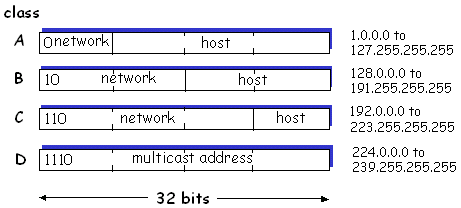 class
A 0 network host 1.0.0.0 to
127.255.255.255
B 10 network host 128.0.0.0 to
191.255.255.255
C 110 network host 192.0.0.0 to
223.255.255.255
D 1110 multicast address 224.0.0.0 to
239.255.255.255
32 bits